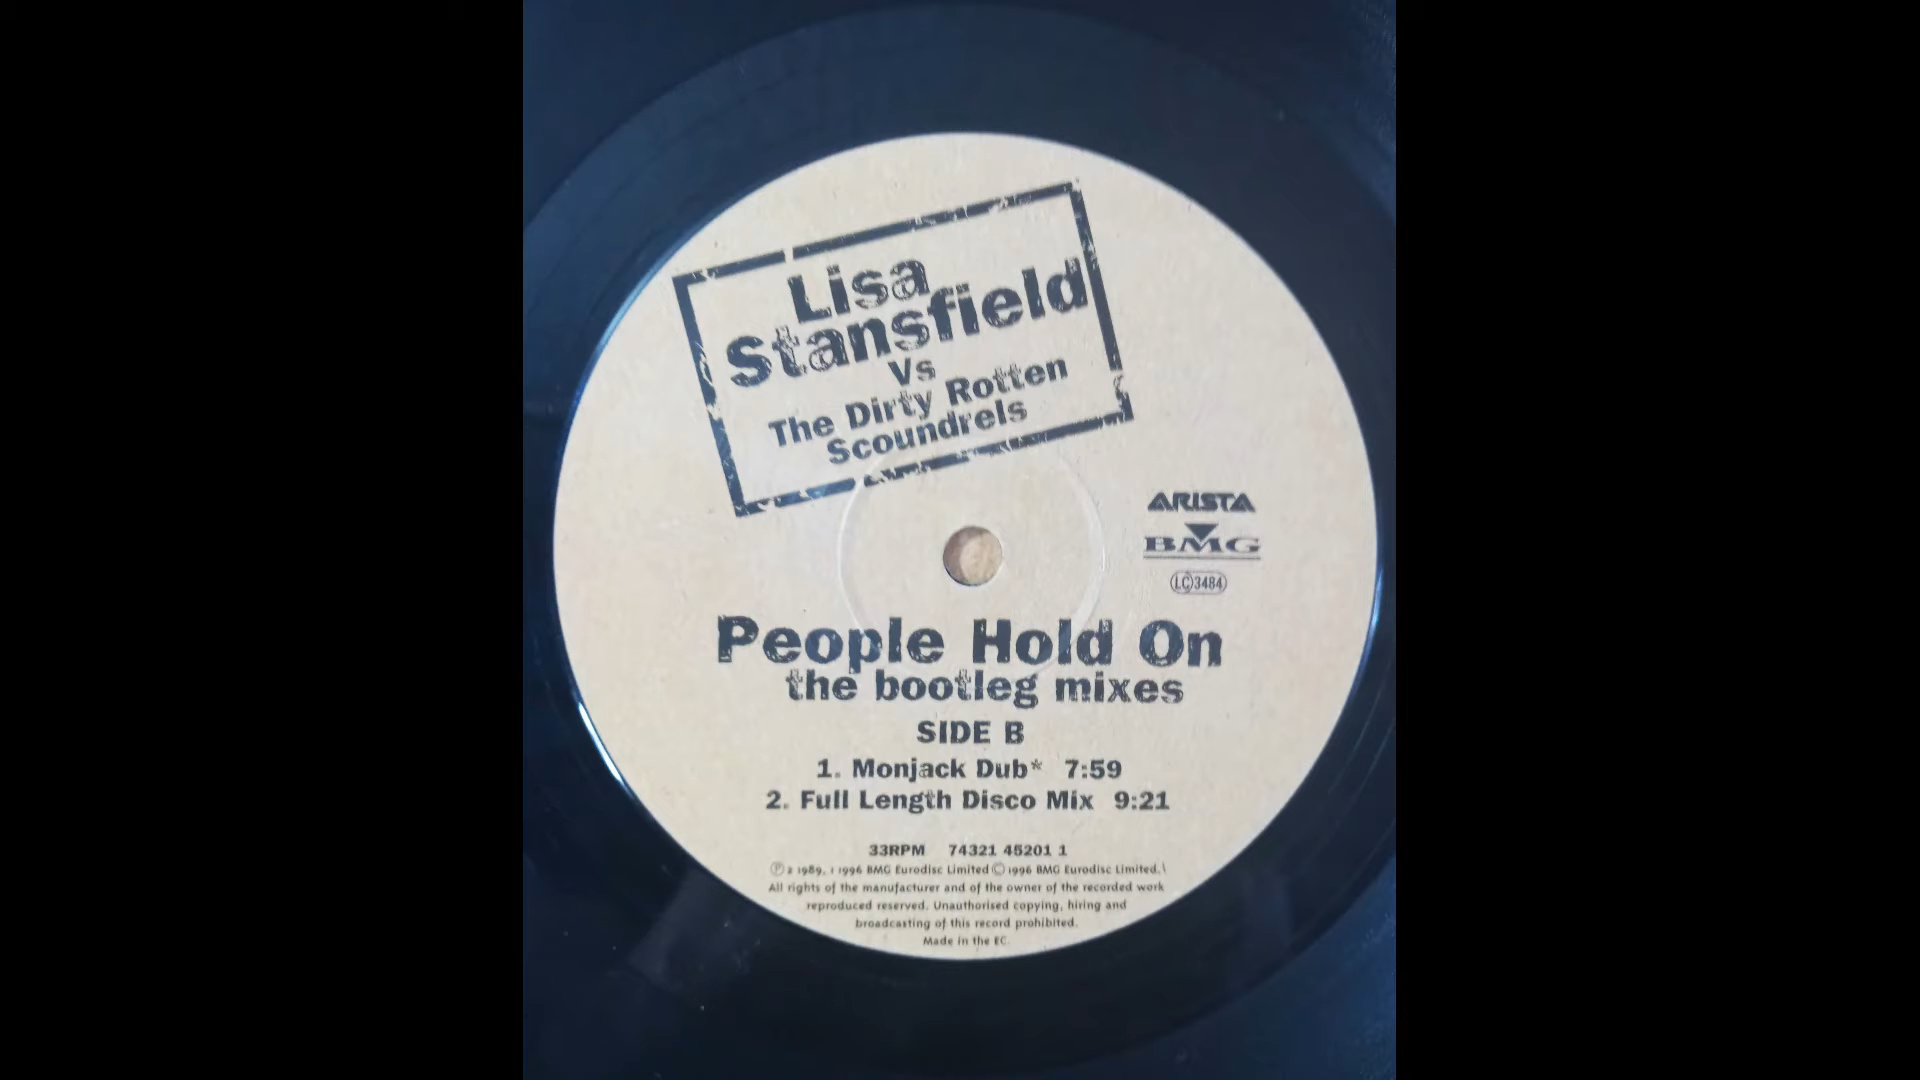 Lisa
Stansfield
Vs
The Dirty Rotten
Scoundrels
ARISTA
BMG
LC 3484
People Hold On
the bootleg mixes
SIDE B
1. Monjack Dub* 7:59
2. Full Length Disco Mix 9:21
33RPM 74321 45201 1
Ⓟ 2 1989, 1 1996 BMG Eurodisc Limited © 1996 BMG Eurodisc Limited.
All rights of the manufacturer and of the owner of the recorded work
reproduced reserved. Unauthorised copying, hiring and
broadcasting of this record prohibited.
Made in the EC.